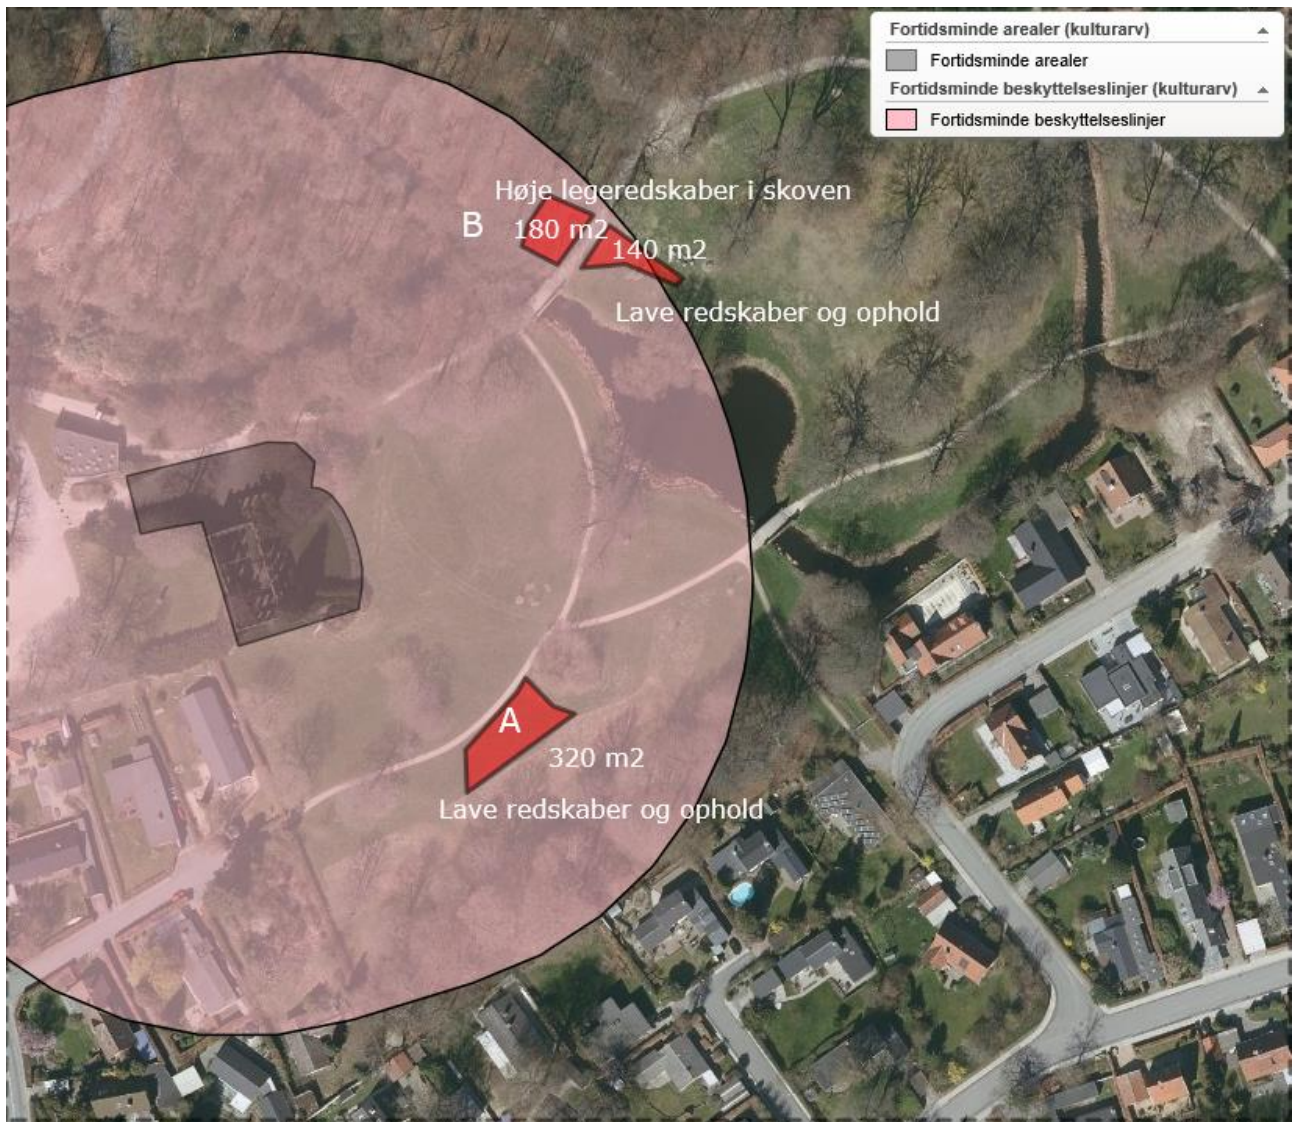 Fortidsminde arealer (kulturarv)
Fortidsminde arealer
Fortidsminde beskyttelseslinjer (kulturarv)
Fortidsminde beskyttelseslinjer
Høje legeredskaber i skoven
B
180 m2
140 m2
Lave redskaber og ophold
A
320 m2
Lave redskaber og ophold